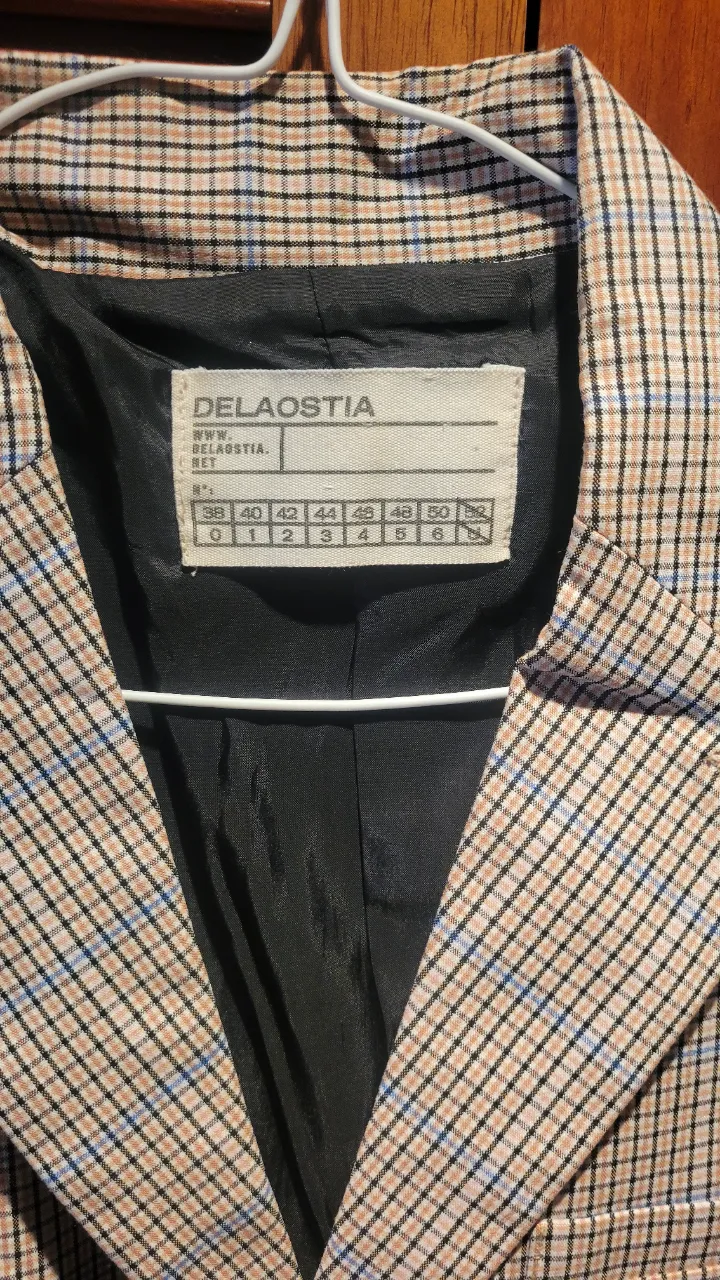 DELAOSTIA
WWW.
DELAOSTIA.
NET
Nº:
38 40 42 44 46 48 50 52
0 1 2 3 4 5 6 U